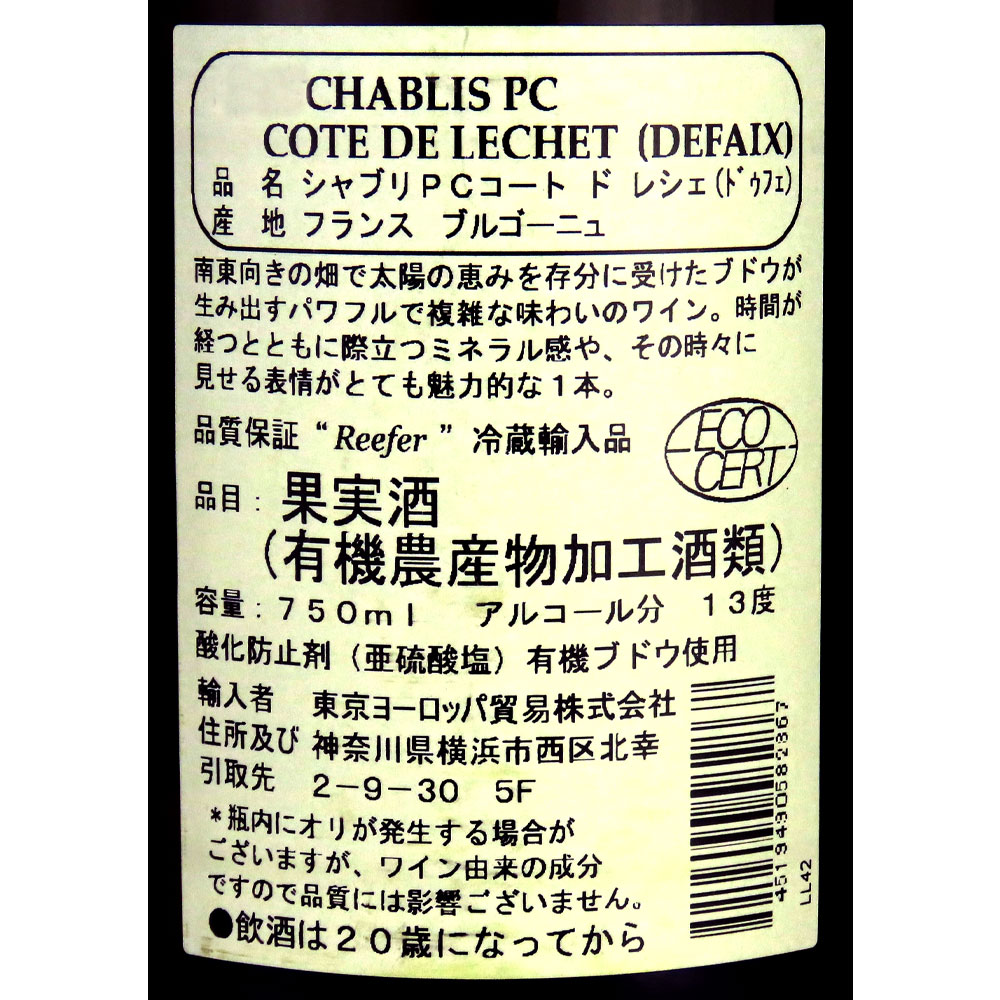 CHABLIS PC
COTE DE LECHET (DEFAIX)
品 名 シャブリPCコート ド レシェ(ﾄﾞｩﾌｪ)
産 地 フランス ブルゴーニュ
南東向きの畑で太陽の恵みを存分に受けたブドウが
生み出すパワフルで複雑な味わいのワイン。時間が
経つとともに際立つミネラル感や、その時々に
見せる表情がとても魅力的な1本。
品質保証 “Reefer” 冷蔵輸入品
ECO
CERT
品目: 果実酒
(有機農産物加工酒類)
容量:750ml アルコール分 13度
酸化防止剤(亜硫酸塩)有機ブドウ使用
輸入者 東京ヨーロッパ貿易株式会社
住所及び 神奈川県横浜市西区北幸
引取先 2-9-30 5F
*瓶内にオリが発生する場合が
ございますが、ワイン由来の成分
ですので品質には影響ございません。
●飲酒は20歳になってから
45194930582367
LL42